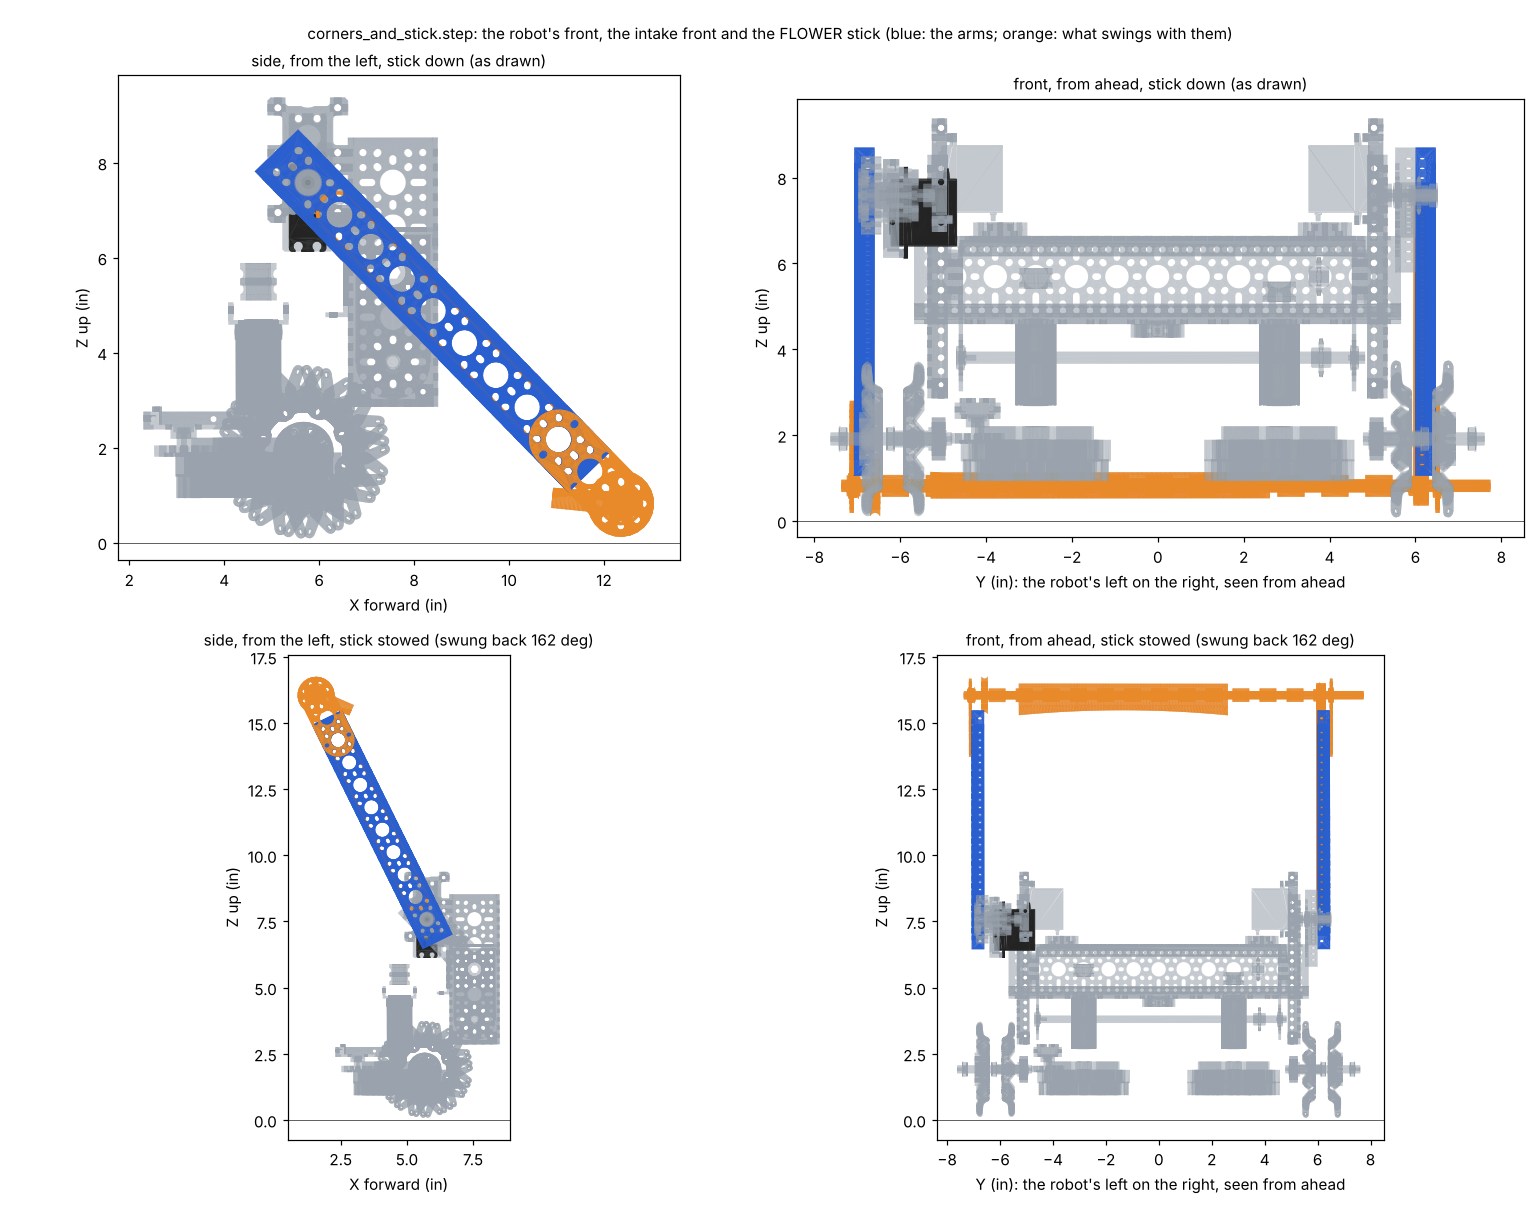 corners_and_stick.step: the robot's front, the intake front and the FLOWER stick (blue: the arms; orange: what swings with them)
side, from the left, stick down (as drawn)
8
6
4
2
0
Z up (in)
2 4 6 8 10 12
X forward (in)
front, from ahead, stick down (as drawn)
8
6
4
2
0
Z up (in)
−8 −6 −4 −2 0 2 4 6 8
Y (in): the robot's left on the right, seen from ahead
side, from the left, stick stowed (swung back 162 deg)
17.5
15.0
12.5
10.0
7.5
5.0
2.5
0.0
Z up (in)
2.5 5.0 7.5
X forward (in)
front, from ahead, stick stowed (swung back 162 deg)
17.5
15.0
12.5
10.0
7.5
5.0
2.5
0.0
Z up (in)
−8 −6 −4 −2 0 2 4 6 8
Y (in): the robot's left on the right, seen from ahead